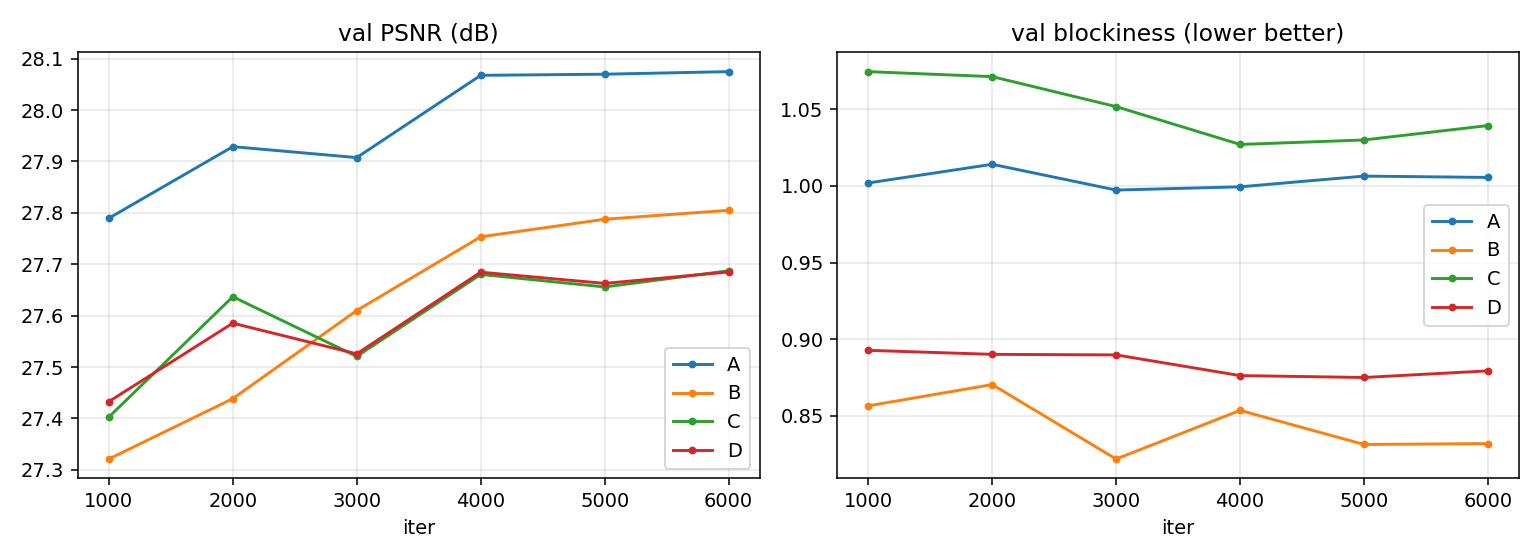 val PSNR (dB)
28.1
28.0
27.9
27.8
27.7
27.6
27.5
27.4
27.3
1000 2000 3000 4000 5000 6000
iter
A
B
C
D
val blockiness (lower better)
1.05
1.00
0.95
0.90
0.85
1000 2000 3000 4000 5000 6000
iter
A
B
C
D